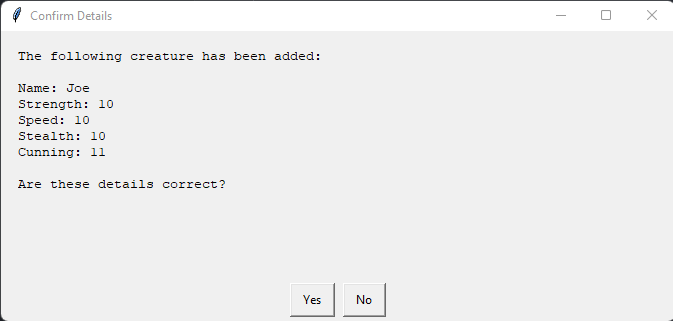 Confirm Details
The following creature has been added:
Name: Joe
Strength: 10
Speed: 10
Stealth: 10
Cunning: 11
Are these details correct?
Yes No